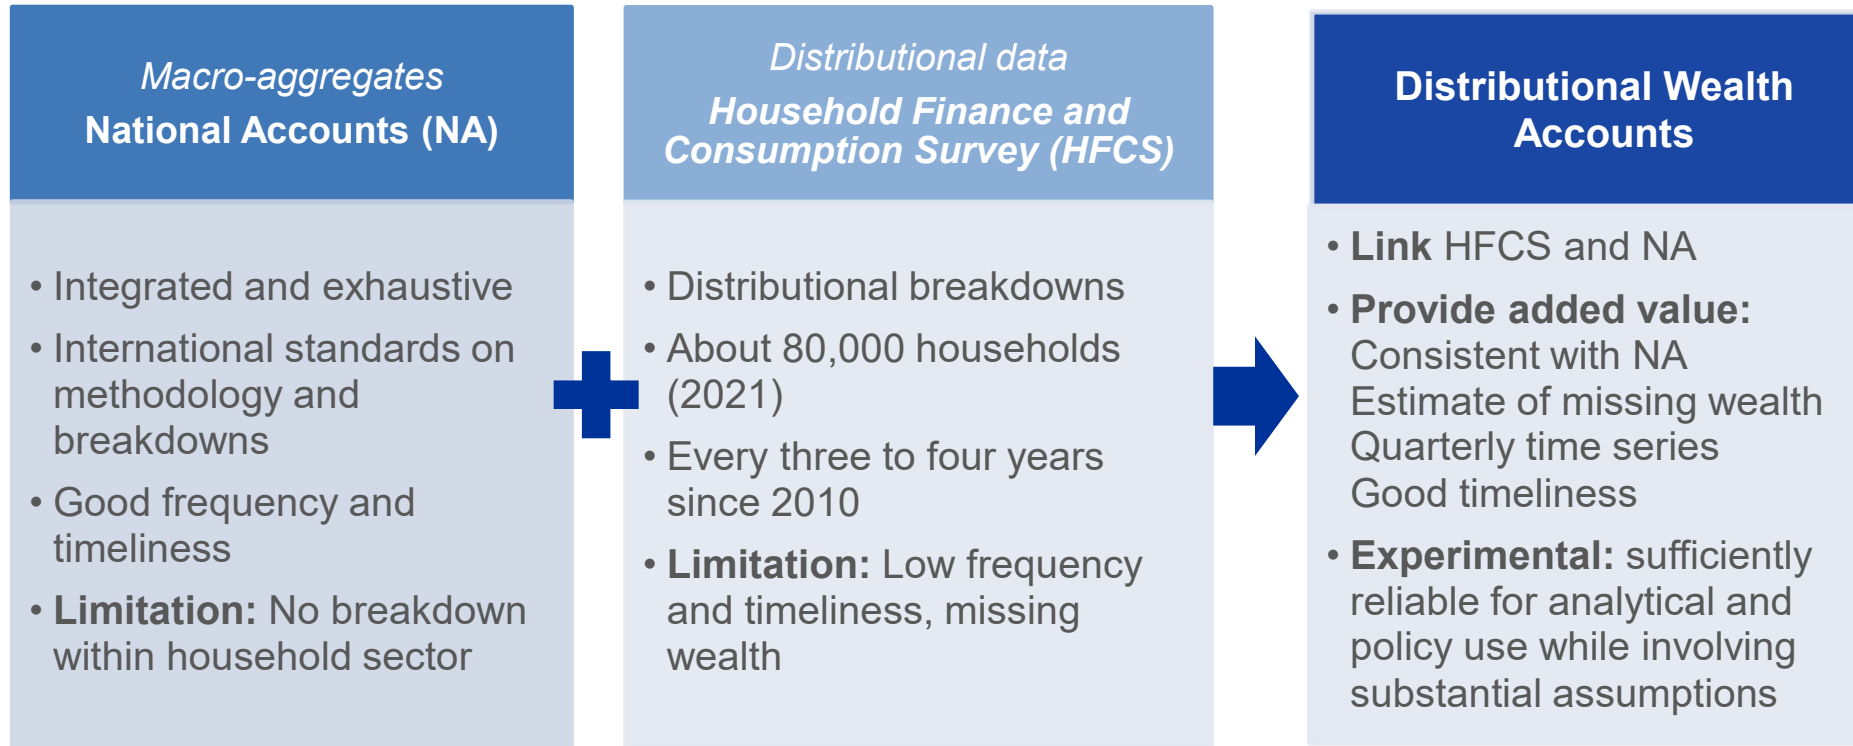 Macro-aggregates
National Accounts (NA)
• Integrated and exhaustive
• International standards on
methodology and
breakdowns
• Good frequency and
timeliness
• Limitation: No breakdown
within household sector
Distributional data
Household Finance and
Consumption Survey (HFCS)
• Distributional breakdowns
• About 80,000 households
(2021)
• Every three to four years
since 2010
• Limitation: Low frequency
and timeliness, missing
wealth
Distributional Wealth
Accounts
• Link HFCS and NA
• Provide added value:
Consistent with NA
Estimate of missing wealth
Quarterly time series
Good timeliness
• Experimental: sufficiently
reliable for analytical and
policy use while involving
substantial assumptions